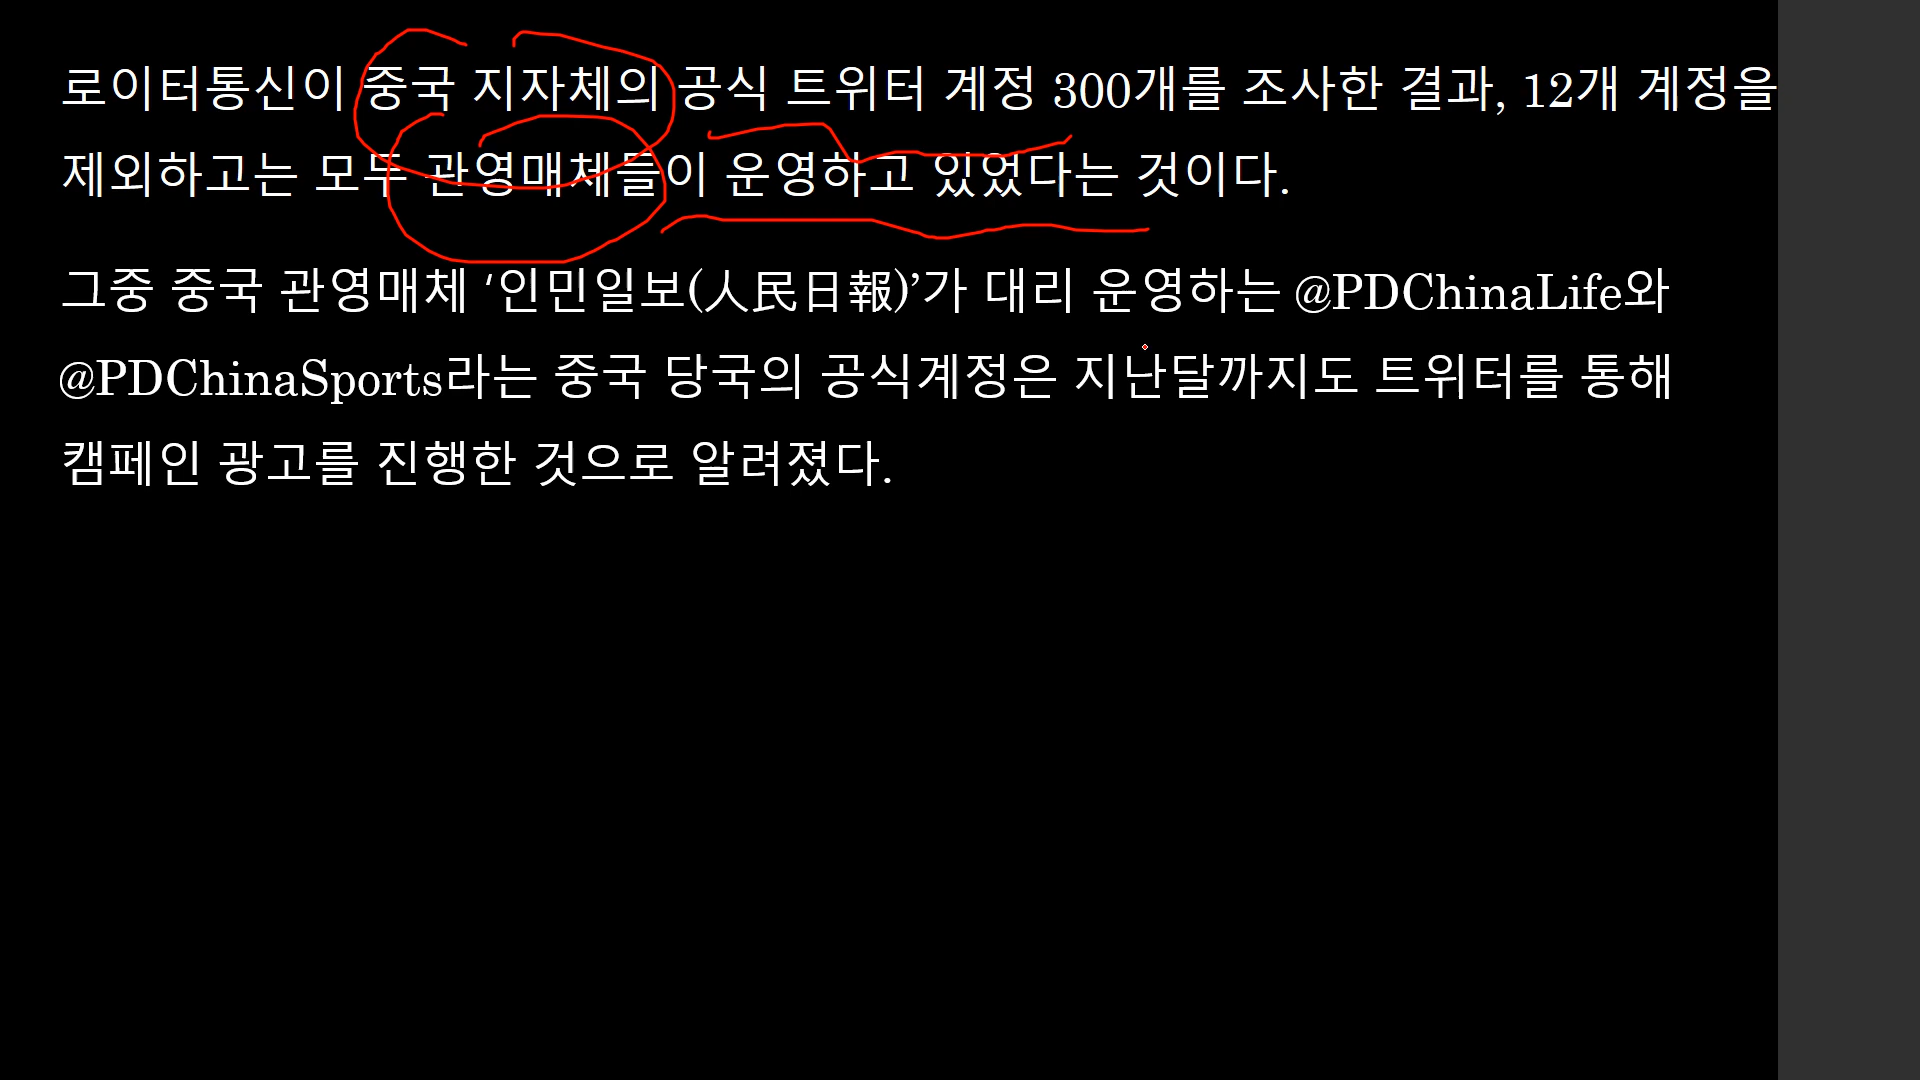 로이터통신이 중국 지자체의 공식 트위터 계정 300개를 조사한 결과, 12개 계정을
제외하고는 모두 관영매체들이 운영하고 있었다는 것이다.
그중 중국 관영매체 ‘인민일보(人民日報)’가 대리 운영하는 @PDChinaLife와
@PDChinaSports라는 중국 당국의 공식계정은 지난달까지도 트위터를 통해
캠페인 광고를 진행한 것으로 알려졌다.